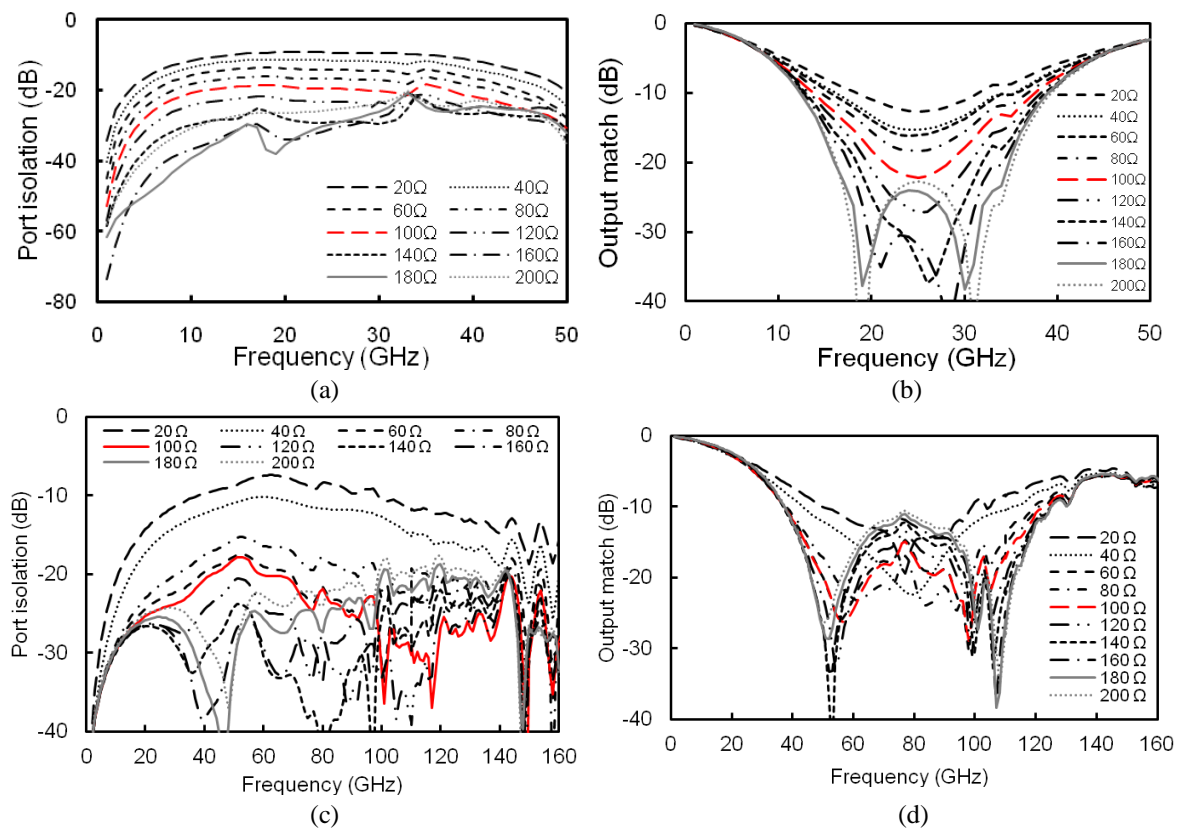 0
-20
-40
-60
-80
Port isolation (dB)
20Ω 40Ω
60Ω 80Ω
100Ω 120Ω
140Ω 160Ω
180Ω 200Ω
0 10 20 30 40 50
Frequency (GHz)
(a)
0
-10
-20
-30
-40
Output match (dB)
20Ω
40Ω
60Ω
80Ω
100Ω
120Ω
140Ω
160Ω
180Ω
200Ω
0 10 20 30 40 50
Frequency (GHz)
(b)
0
-10
-20
-30
-40
Port isolation (dB)
20 Ω 40 Ω 60 Ω 80 Ω
100 Ω 120 Ω 140 Ω 160 Ω
180 Ω 200 Ω
0 20 40 60 80 100 120 140 160
Frequency (GHz)
(c)
0
-10
-20
-30
-40
Output match (dB)
20 Ω
40 Ω
60 Ω
80 Ω
100 Ω
120 Ω
140 Ω
160 Ω
180 Ω
200 Ω
0 20 40 60 80 100 120 140 160
Frequency (GHz)
(d)